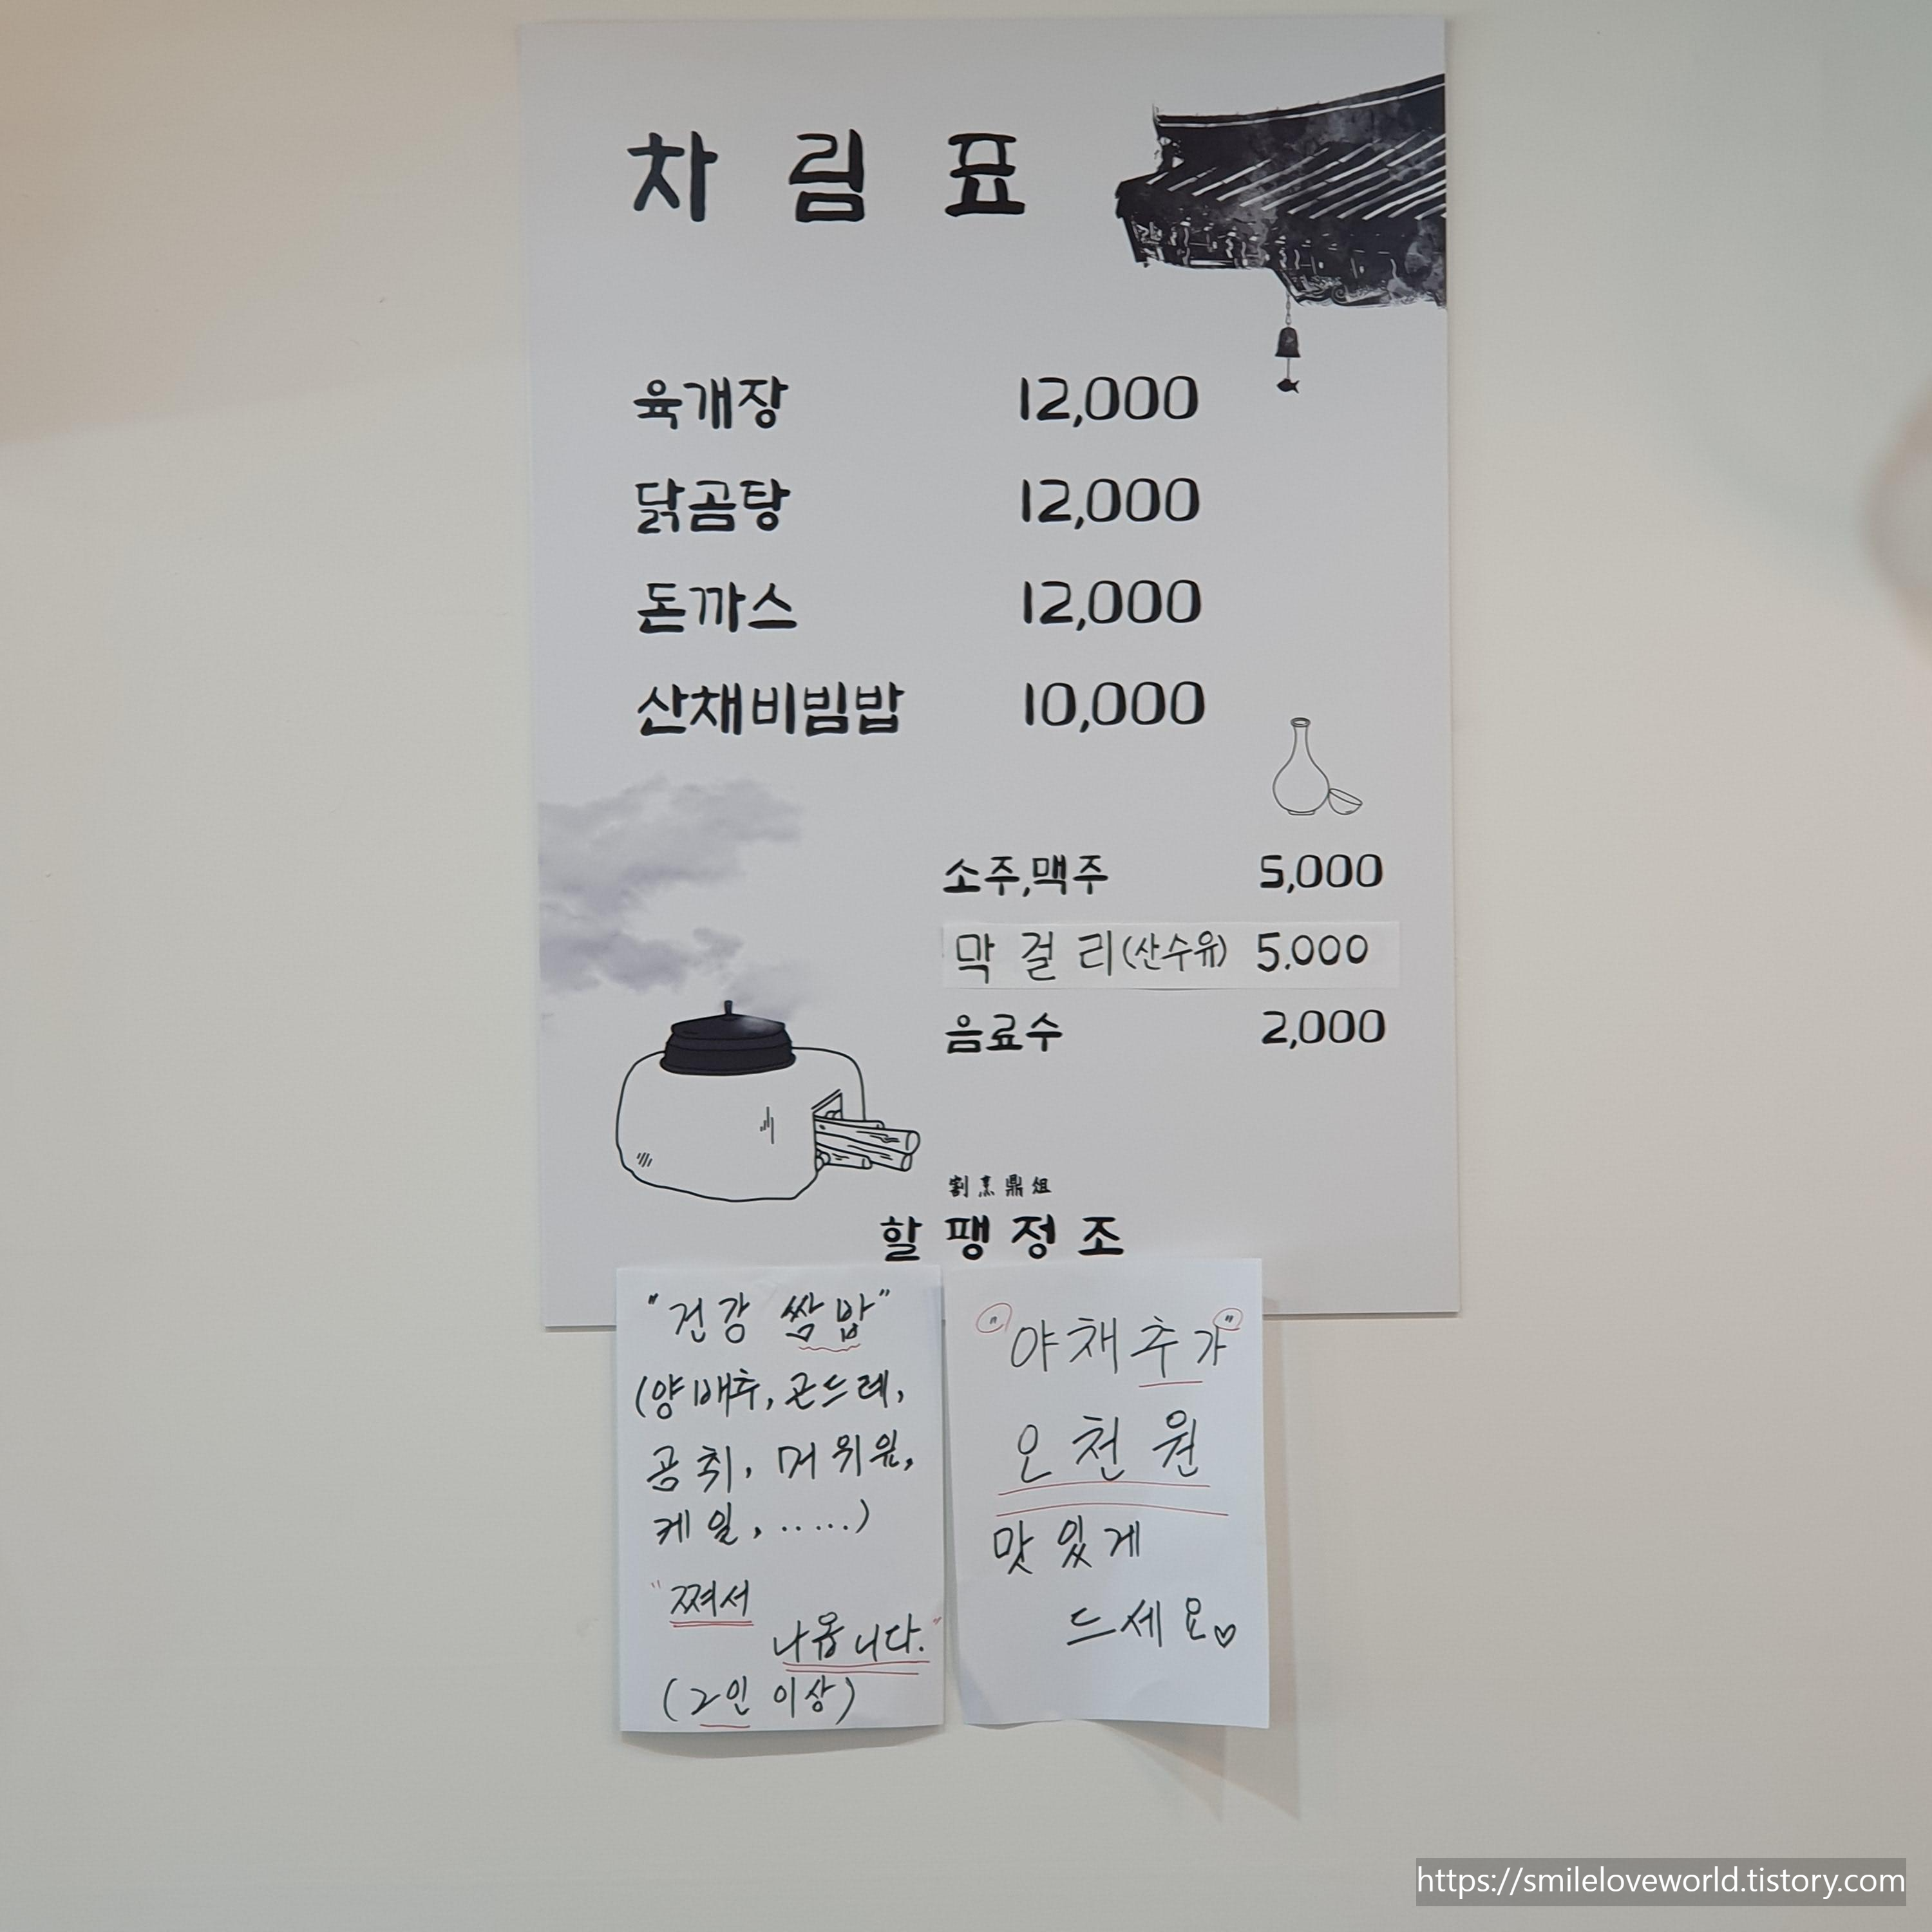 차림표
육개장 12,000
닭곰탕 12,000
돈까스 12,000
산채비빔밥 10,000
소주,맥주 5,000
막걸리(산수유) 5.000
음료수 2,000
割烹鼎俎
할팽정조
"건강 쌈밥"
(양배추, 곤드레,
곰취, 머위잎,
케일, .....)
"쪄서
나옵니다."
(2인 이상)
"야채추가"
오천원
맛있게
드세요♡
https://smileloveworld.tistory.com